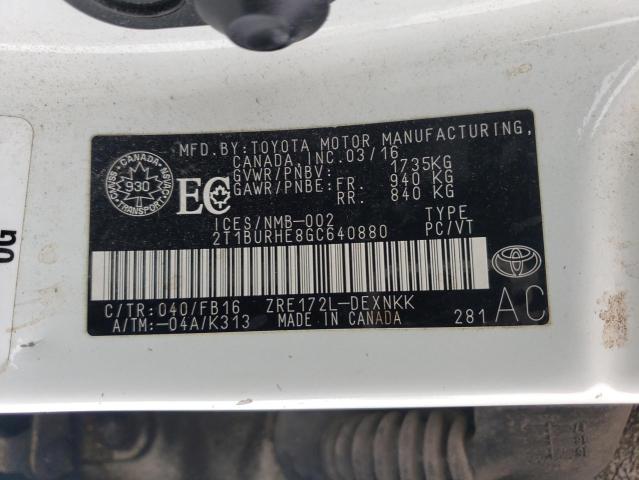 MFD.BY:TOYOTA MOTOR MANUFACTURING,
CANADA, INC. 03/16
GVWR/PNBV: 1735KG
GAWR/PNBE: FR. 940 KG
RR. 840 KG
CANADA
930
TRANSPORT
EC
ICES/NMB-002
2T1BURHE8GC640880
TYPE
PC/VT
C/TR:040/FB16 ZRE172L-DEXNKK
A/TM:-04A/K313 MADE IN CANADA
281 AC